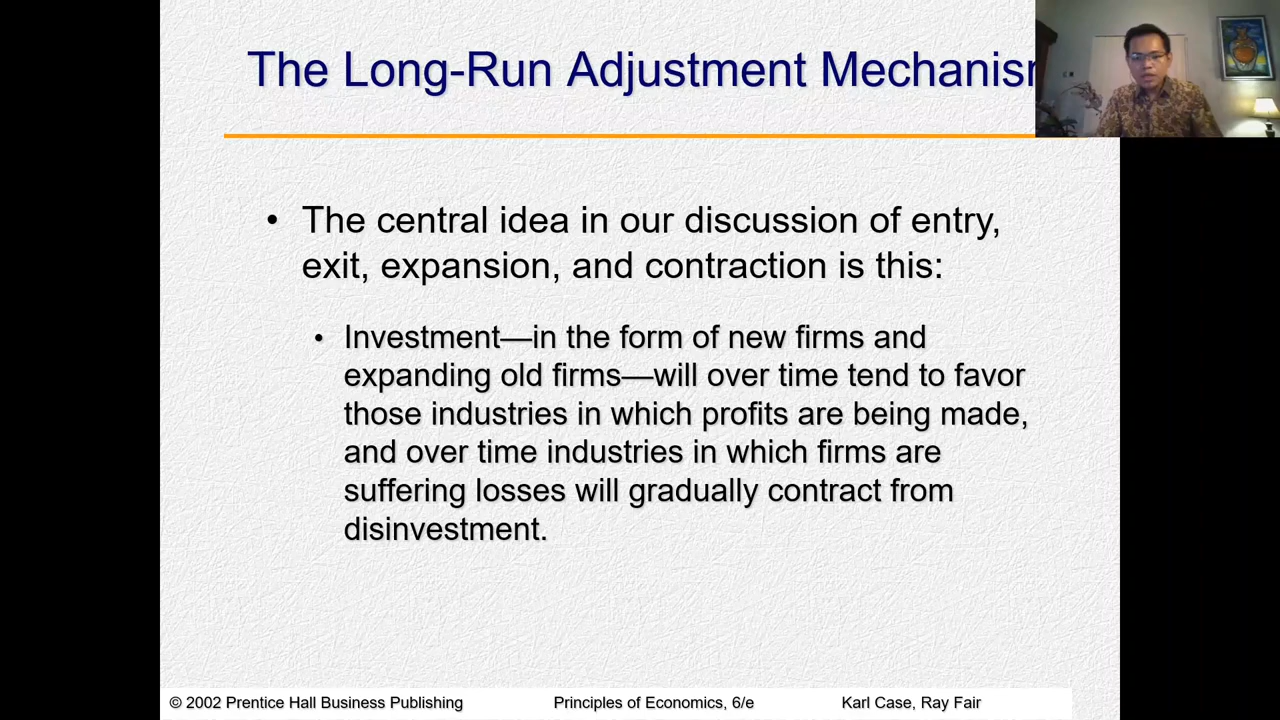 The Long-Run Adjustment Mechanis
• The central idea in our discussion of entry,
exit, expansion, and contraction is this:
• Investment—in the form of new firms and
expanding old firms—will over time tend to favor
those industries in which profits are being made,
and over time industries in which firms are
suffering losses will gradually contract from
disinvestment.
© 2002 Prentice Hall Business Publishing Principles of Economics, 6/e Karl Case, Ray Fair